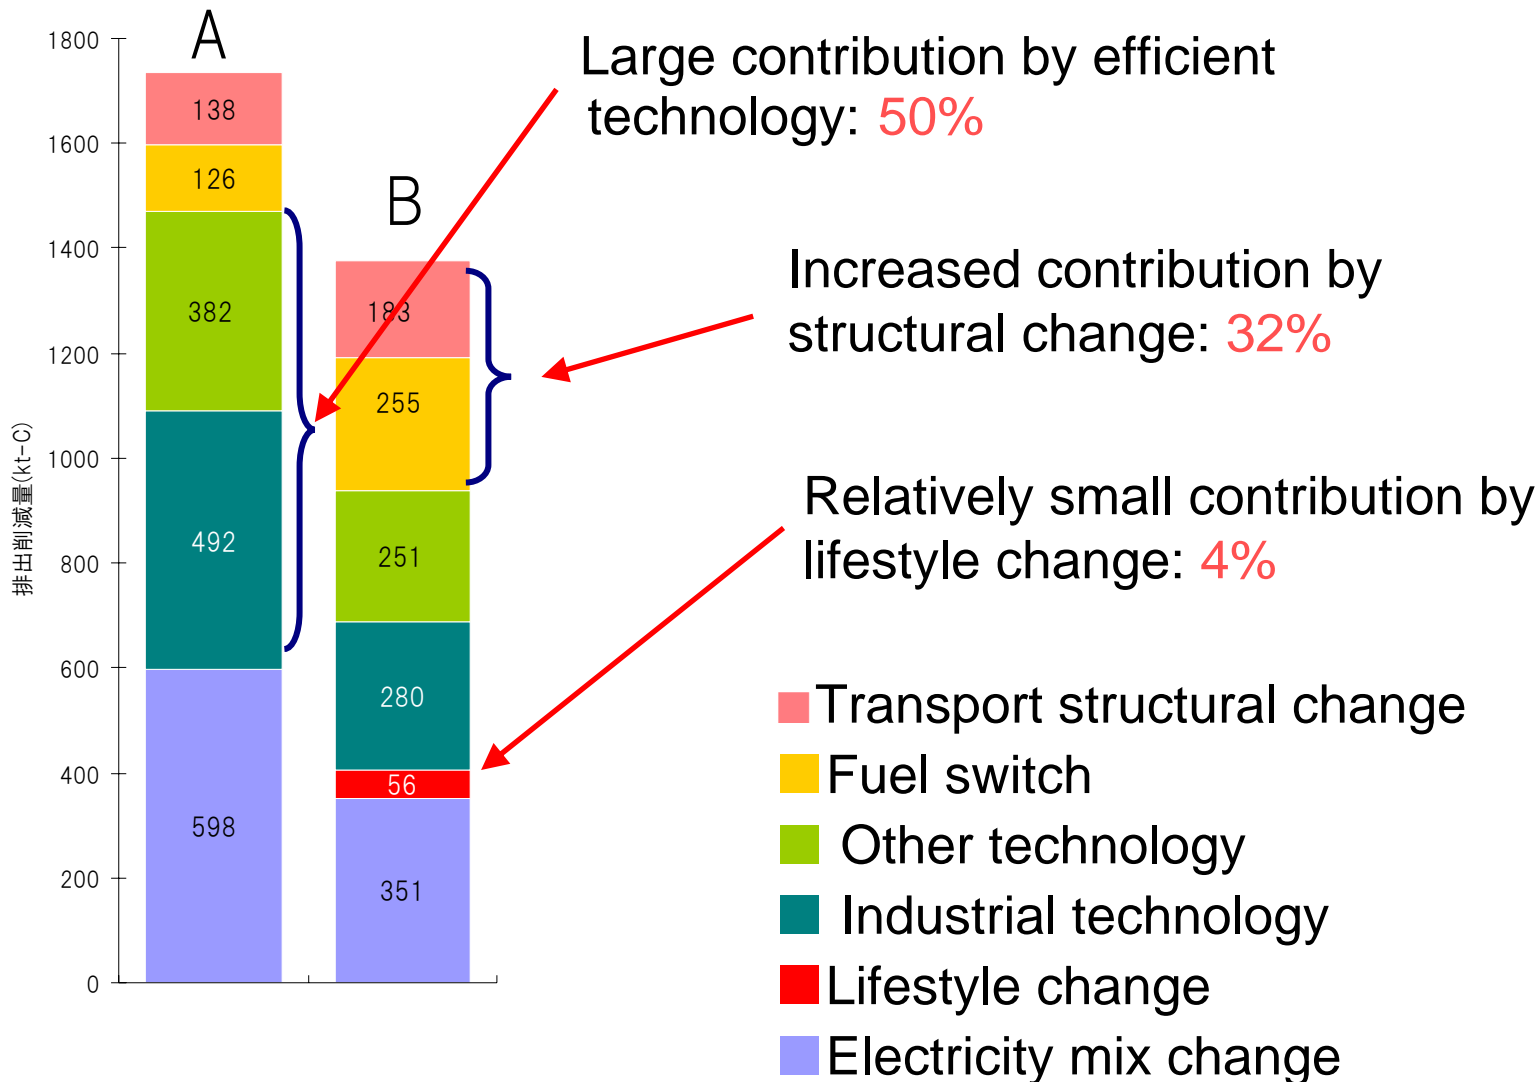 A
B
1800
1600
1400
1200
1000
800
600
400
200
0
排出削減量(kt-C)
138
126
382
492
598
183
255
251
280
56
351
Large contribution by efficient
technology: 50%
Increased contribution by
structural change: 32%
Relatively small contribution by
lifestyle change: 4%
Transport structural change
Fuel switch
Other technology
Industrial technology
Lifestyle change
Electricity mix change